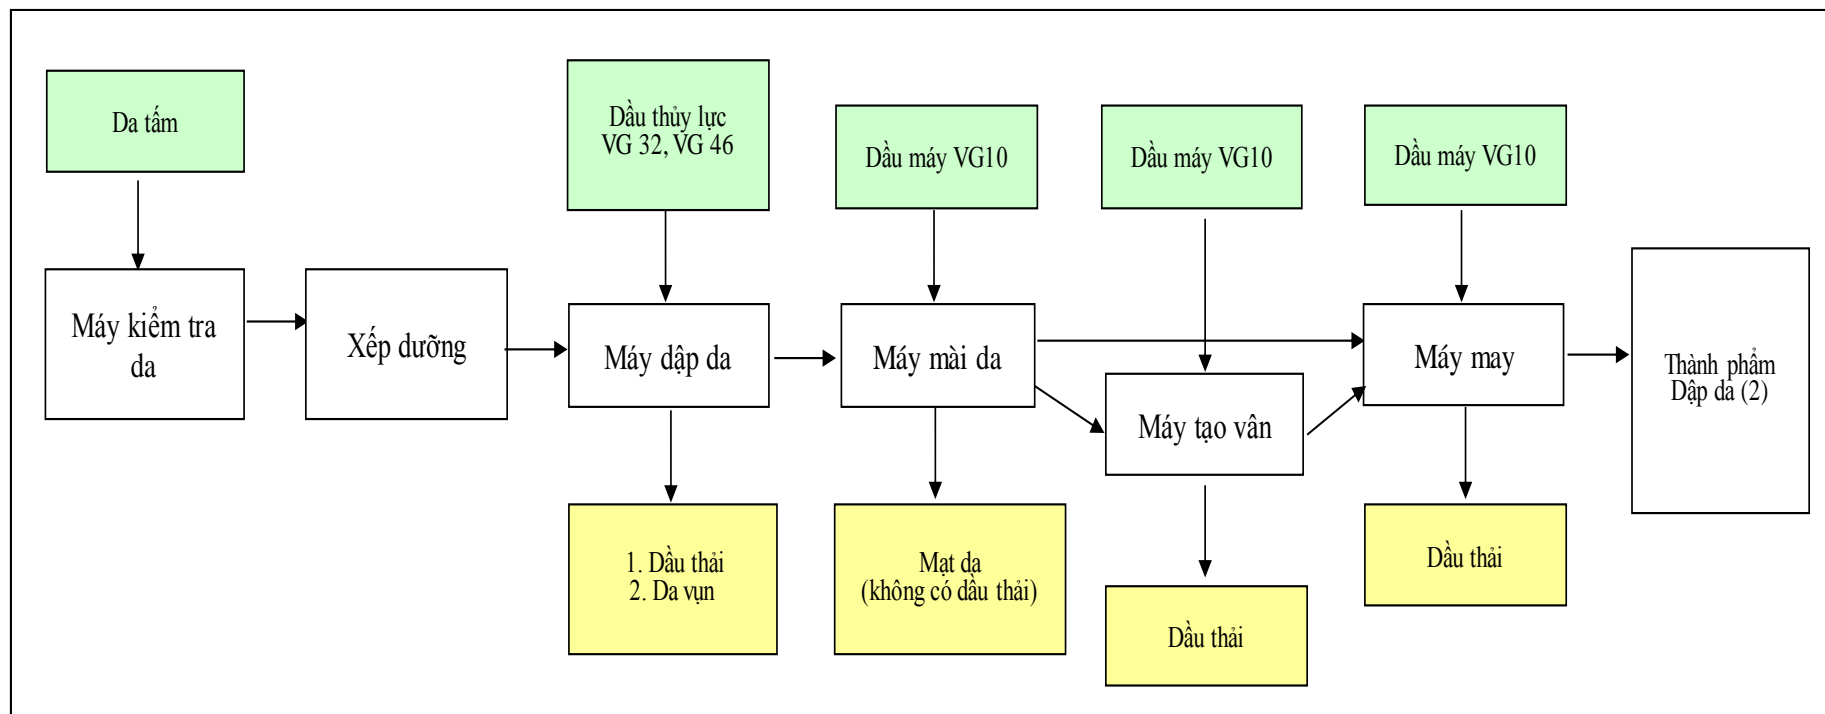 Da tấm
Dầu thủy lực
VG 32, VG 46
Dầu máy VG10
Dầu máy VG10
Dầu máy VG10
Máy kiểm tra
da
Xếp dưỡng
Máy dập da
Máy mài da
Máy tạo vân
Máy may
Thành phẩm
Dập da (2)
1. Dầu thải
2. Da vụn
Mạt da
(không có dầu thải)
Dầu thải
Dầu thải